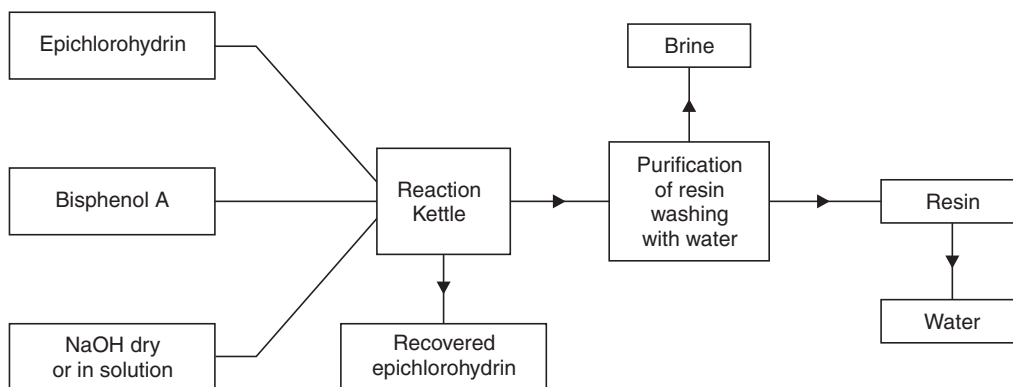 Epichlorohydrin
Brine
Bisphenol A
Reaction
Kettle
Purification
of resin
washing
with water
Resin
NaOH dry
or in solution
Recovered
epichlorohydrin
Water